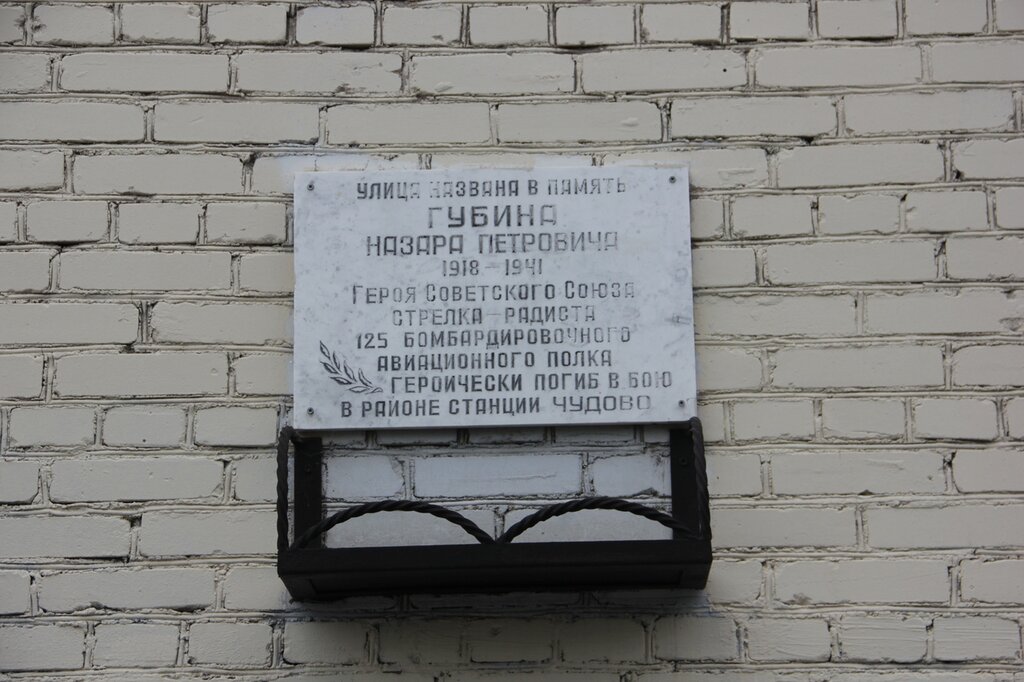 УЛИЦА НАЗВАНА В ПАМЯТЬ
ГУБИНА
НАЗАРА ПЕТРОВИЧА
1918 - 1941
ГЕРОЯ СОВЕТСКОГО СОЮЗА
СТРЕЛКА-РАДИСТА
125 БОМБАРДИРОВОЧНОГО
АВИАЦИОННОГО ПОЛКА
ГЕРОИЧЕСКИ ПОГИБ В БОЮ
В РАЙОНЕ СТАНЦИИ ЧУДОВО